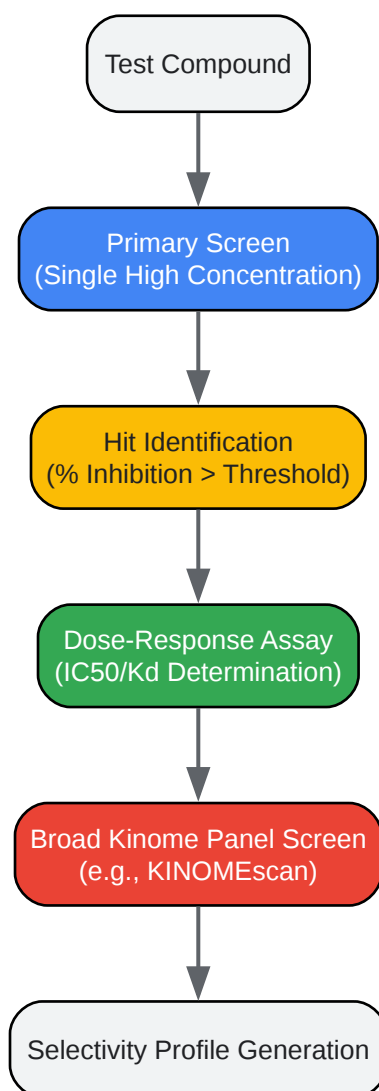 Test Compound
Primary Screen
(Single High Concentration)
Hit Identification
(% Inhibition > Threshold)
Dose-Response Assay
(IC50/Kd Determination)
Broad Kinome Panel Screen
(e.g., KINOMEscan)
Selectivity Profile Generation